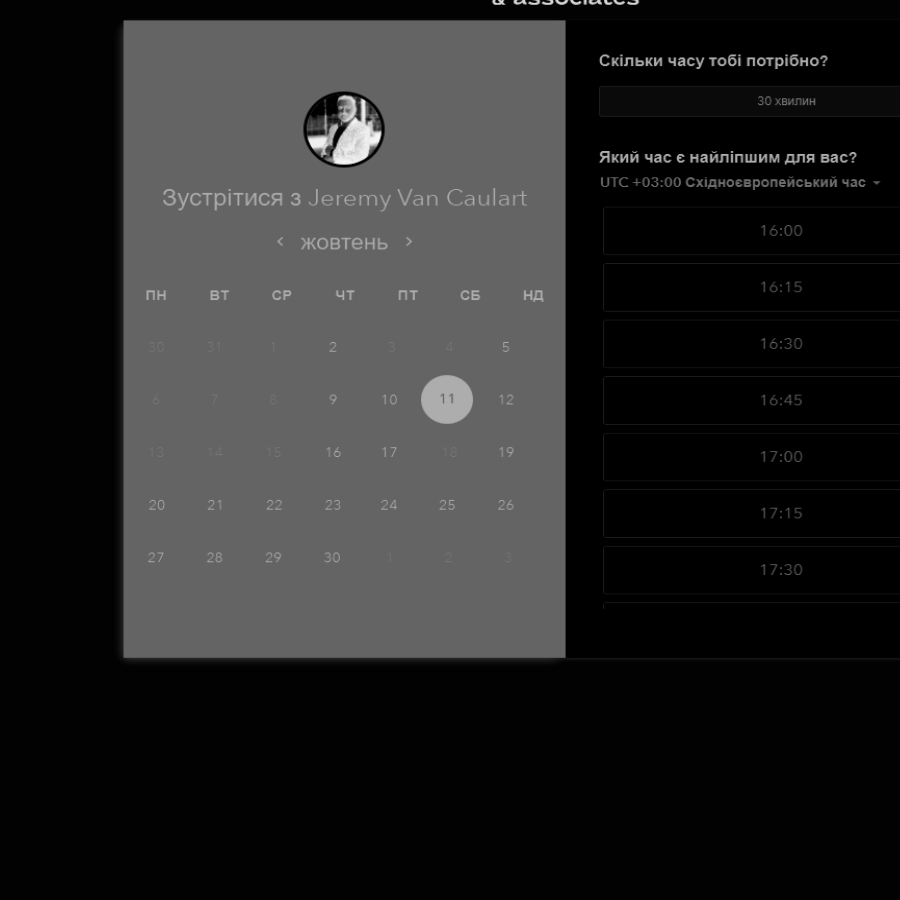 & associates
Зустрітися з Jeremy Van Caulart
жовтень
ПН ВТ СР ЧТ ПТ СБ НД
30 31 1 2 3 4 5
6 7 8 9 10 11 12
13 14 15 16 17 18 19
20 21 22 23 24 25 26
27 28 29 30 1 2 3
Скільки часу тобі потрібно?
30 хвилин
Який час є найліпшим для вас?
UTC +03:00 Східноєвропейський час
16:00
16:15
16:30
16:45
17:00
17:15
17:30